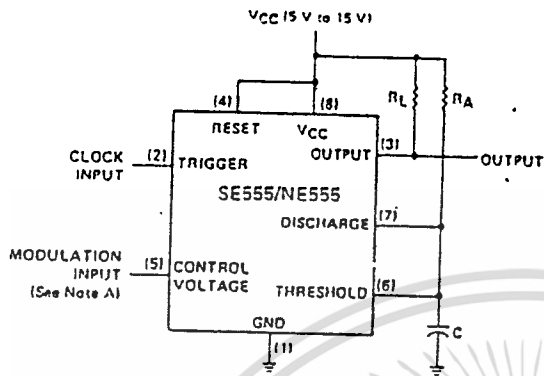 VCC (5 V to 15 V)
(4)
(8)
RL
RA
RESET
VCC
(3)
CLOCK
INPUT
(2)
TRIGGER
OUTPUT
OUTPUT
SE555/NE555
(7)
DISCHARGE
MODULATION
INPUT
(See Note A)
(5)
CONTROL
VOLTAGE
(6)
THRESHOLD
GND
C
(1)